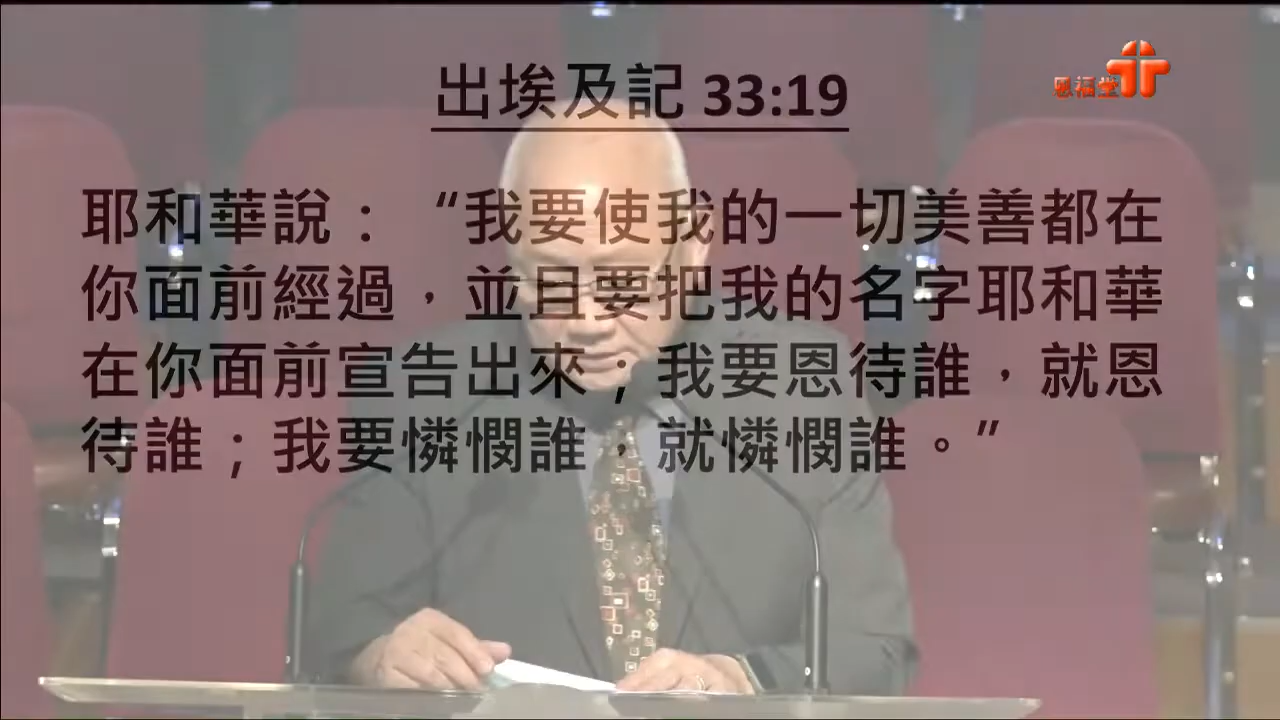 出埃及記 33:19
恩福堂
耶和華說：“我要使我的一切美善都在
你面前經過，並且要把我的名字耶和華
在你面前宣告出來；我要恩待誰，就恩
待誰；我要憐憫誰，就憐憫誰。”